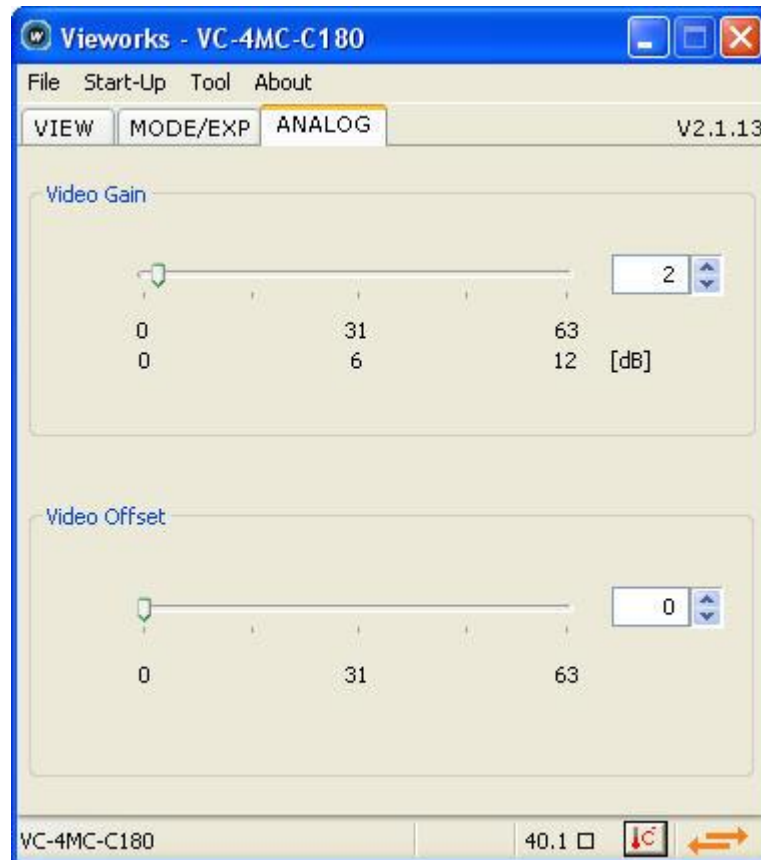 Vieworks - VC-4MC-C180
File Start-Up Tool About
VIEW MODE/EXP ANALOG V2.1.13
Video Gain
2
0 31 63
0 6 12 [dB]
Video Offset
0
0 31 63
VC-4MC-C180 40.1 □ C